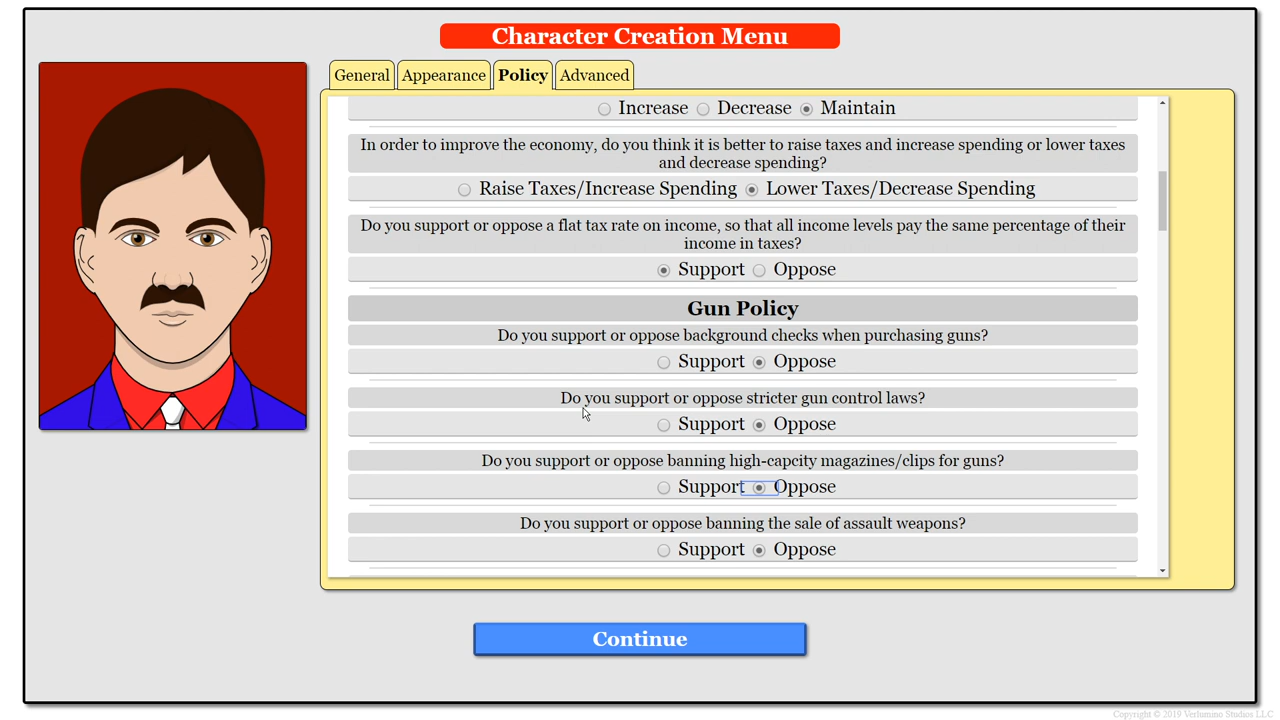 Character Creation Menu
General Appearance Policy Advanced
Increase Decrease Maintain
In order to improve the economy, do you think it is better to raise taxes and increase spending or lower taxes
and decrease spending?
Raise Taxes/Increase Spending Lower Taxes/Decrease Spending
Do you support or oppose a flat tax rate on income, so that all income levels pay the same percentage of their
income in taxes?
Support Oppose
Gun Policy
Do you support or oppose background checks when purchasing guns?
Support Oppose
Do you support or oppose stricter gun control laws?
Support Oppose
Do you support or oppose banning high-capcity magazines/clips for guns?
Support Oppose
Do you support or oppose banning the sale of assault weapons?
Support Oppose
Continue
Copyright © 2019 Verlumino Studios LLC